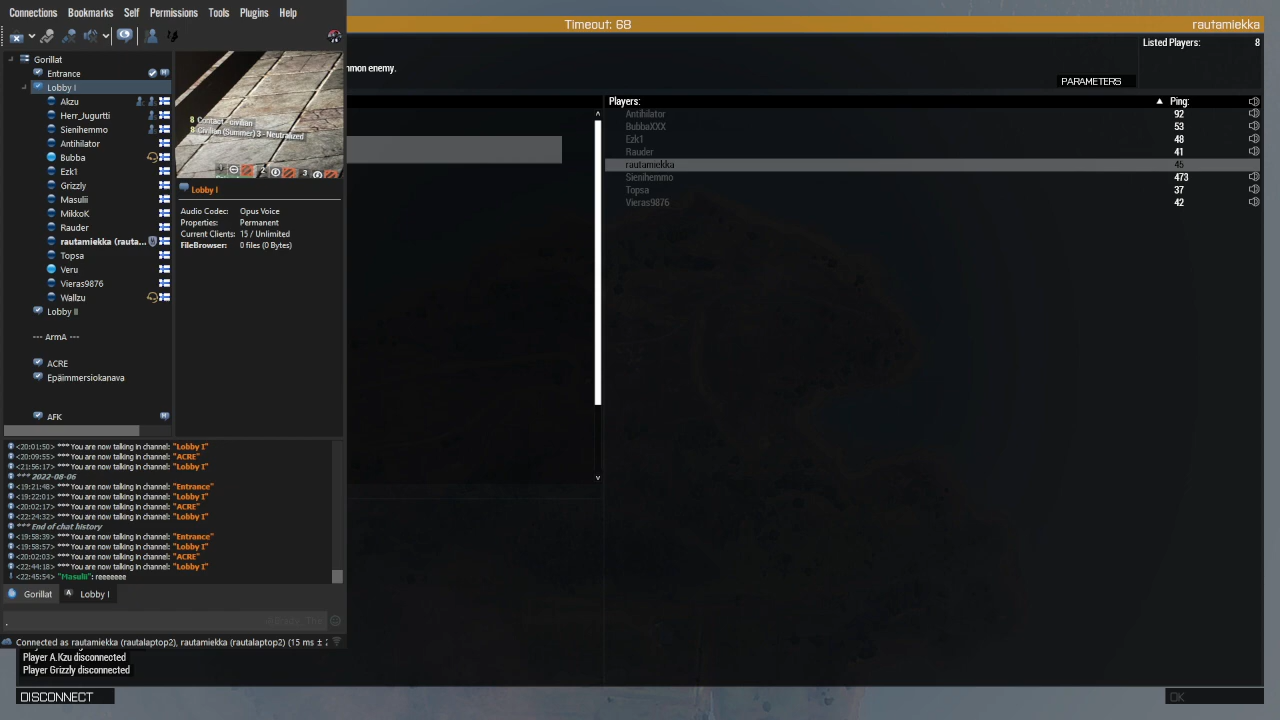 Connections Bookmarks Self Permissions Tools Plugins Help
Timeout: 68
rautamiekka
Listed Players: 8
mmon enemy.
PARAMETERS
Gorillat
Entrance
Lobby I
Akzu
Herr_Jugurtti
Sienihemmo
Antihilator
Bubba
Ezk1
Grizzly
Masulii
MikkoK
Rauder
rautamiekka (rauta...
Topsa
Veru
Vieras9876
Wallzu
Lobby II
--- ArmA ---
ACRE
Epäimmersiokanava
AFK
8 Contact - civilian
8 Civilian (Summer) 3 - Neutralized
Lobby I
Audio Codec: Opus Voice
Properties: Permanent
Current Clients: 15 / Unlimited
FileBrowser: 0 files (0 Bytes)
Players: Ping:
Antihilator 92
BubbaXXX 53
Ezk1 48
Rauder 41
rautamiekka 45
Sienihemmo 473
Topsa 37
Vieras9876 42
<20:01:50> *** You are now talking in channel: "Lobby I"
<20:09:55> *** You are now talking in channel: "ACRE"
<21:56:17> *** You are now talking in channel: "Lobby I"
*** 2022-08-06
<19:21:48> *** You are now talking in channel: "Entrance"
<19:22:01> *** You are now talking in channel: "Lobby I"
<20:02:17> *** You are now talking in channel: "ACRE"
<22:24:32> *** You are now talking in channel: "Lobby I"
*** End of chat history
<19:58:39> *** You are now talking in channel: "Entrance"
<19:58:57> *** You are now talking in channel: "Lobby I"
<20:02:03> *** You are now talking in channel: "ACRE"
<22:44:18> *** You are now talking in channel: "Lobby I"
<22:45:54> "Masulii": reeeeeee
Gorillat Lobby I
.
Connected as rautamiekka (rautalaptop2), rautamiekka (rautalaptop2) (15 ms ±
Player A.Kzu disconnected
Player Grizzly disconnected
DISCONNECT
OK